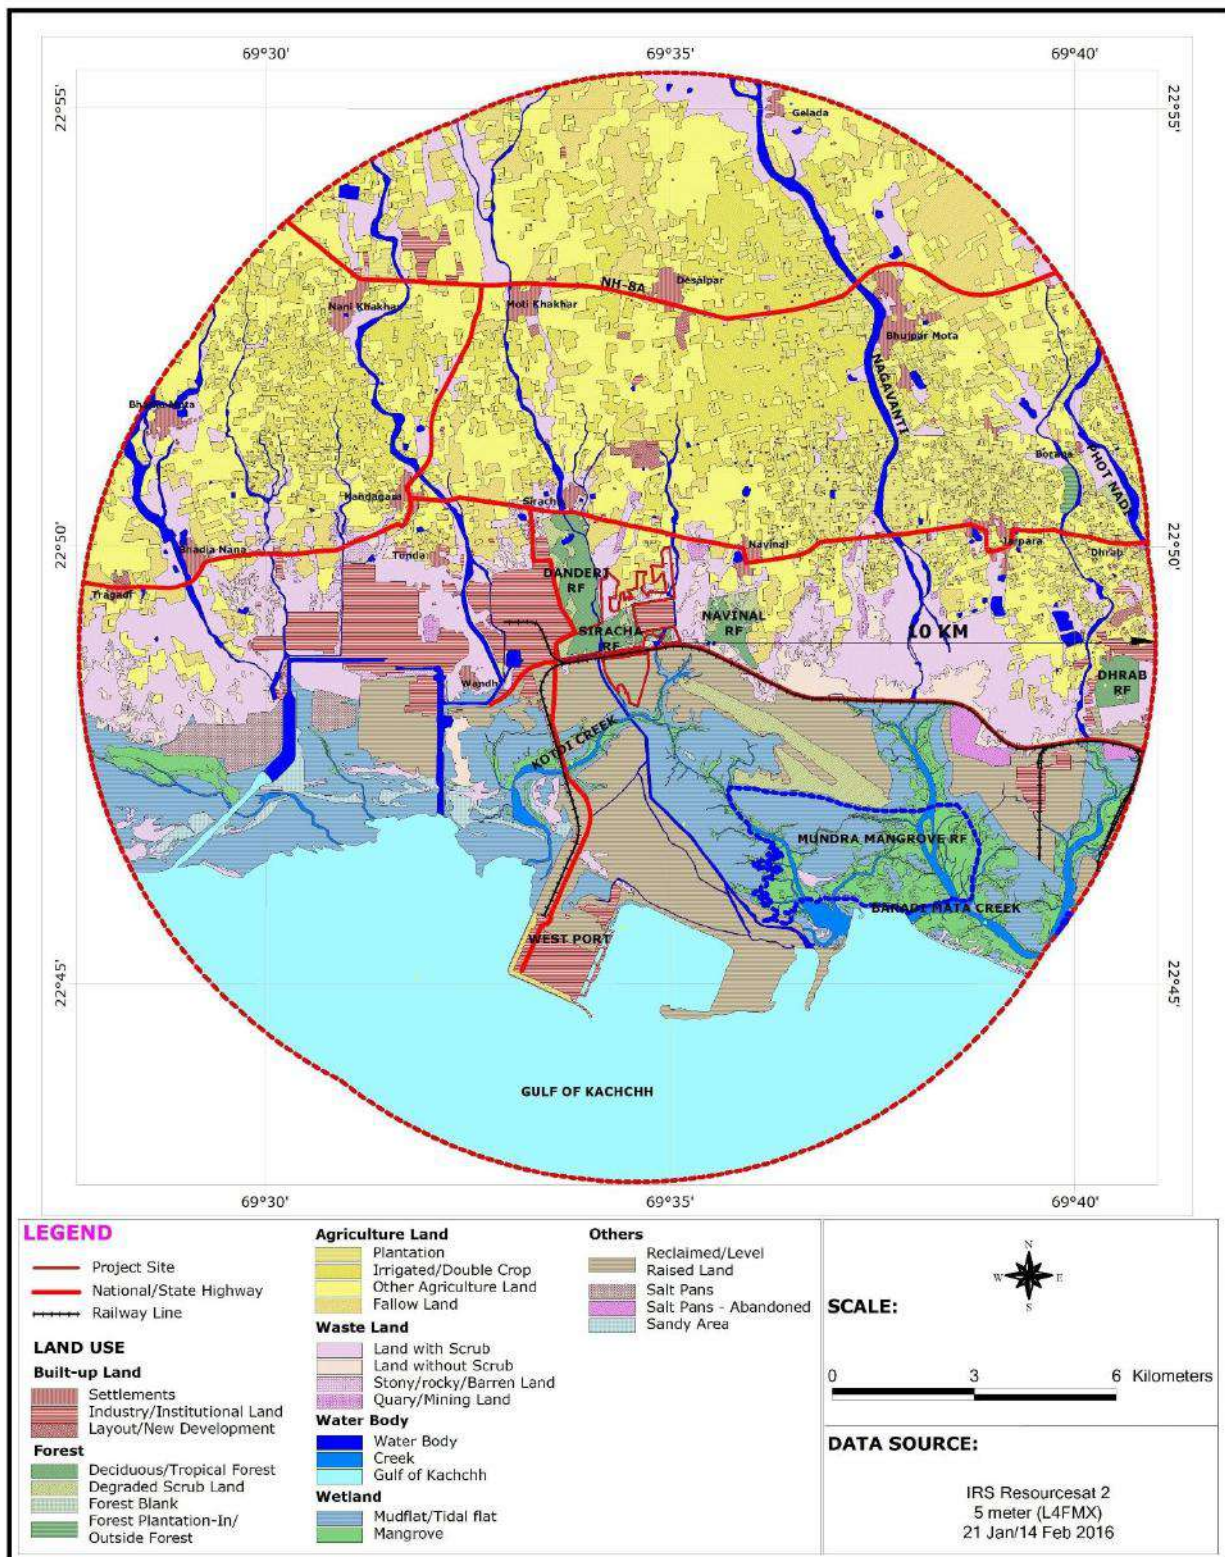 69°30'
69°35'
69°40'
22°55'
22°55'
Gelada
NH-8A
Desalpar
Nani Khakhar
Moti Khakhar
Bhujpar Mota
NAGAVANTI
Borana
PHOT NADI
Kandagara
Siracha
22°50'
22°50'
Bhadia Nana
Tunda
Navinal
Jarpara
Dhrab
Tragadi
DANDERI
RF
NAVINAL
RF
SIRACHA
RF
10 KM
DHRAB
RF
Wandh
KOTDI CREEK
MUNDRA MANGROVE RF
BARADI MATA CREEK
WEST PORT
22°45'
22°45'
GULF OF KACHCHH
69°30'
69°35'
69°40'
LEGEND
Project Site
National/State Highway
Railway Line
LAND USE
Built-up Land
Settlements
Industry/Institutional Land
Layout/New Development
Forest
Deciduous/Tropical Forest
Degraded Scrub Land
Forest Blank
Forest Plantation-In/
Outside Forest
Agriculture Land
Plantation
Irrigated/Double Crop
Other Agriculture Land
Fallow Land
Waste Land
Land with Scrub
Land without Scrub
Stony/rocky/Barren Land
Quary/Mining Land
Water Body
Water Body
Creek
Gulf of Kachchh
Wetland
Mudflat/Tidal flat
Mangrove
Others
Reclaimed/Level
Raised Land
Salt Pans
Salt Pans - Abandoned
Sandy Area
N
W E
S
SCALE:
0 3 6 Kilometers
DATA SOURCE:
IRS Resourcesat 2
5 meter (L4FMX)
21 Jan/14 Feb 2016